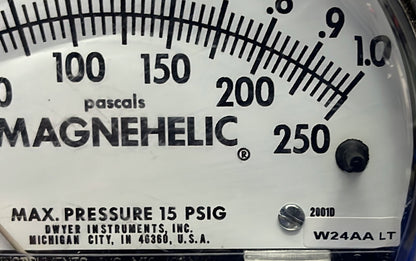 .8 .9 1.0
0 100 150 200 250
pascals
MAGNEHELIC®
MAX. PRESSURE 15 PSIG
DWYER INSTRUMENTS, INC.
MICHIGAN CITY, IN 46360, U.S.A.
2001D
W24AA LT